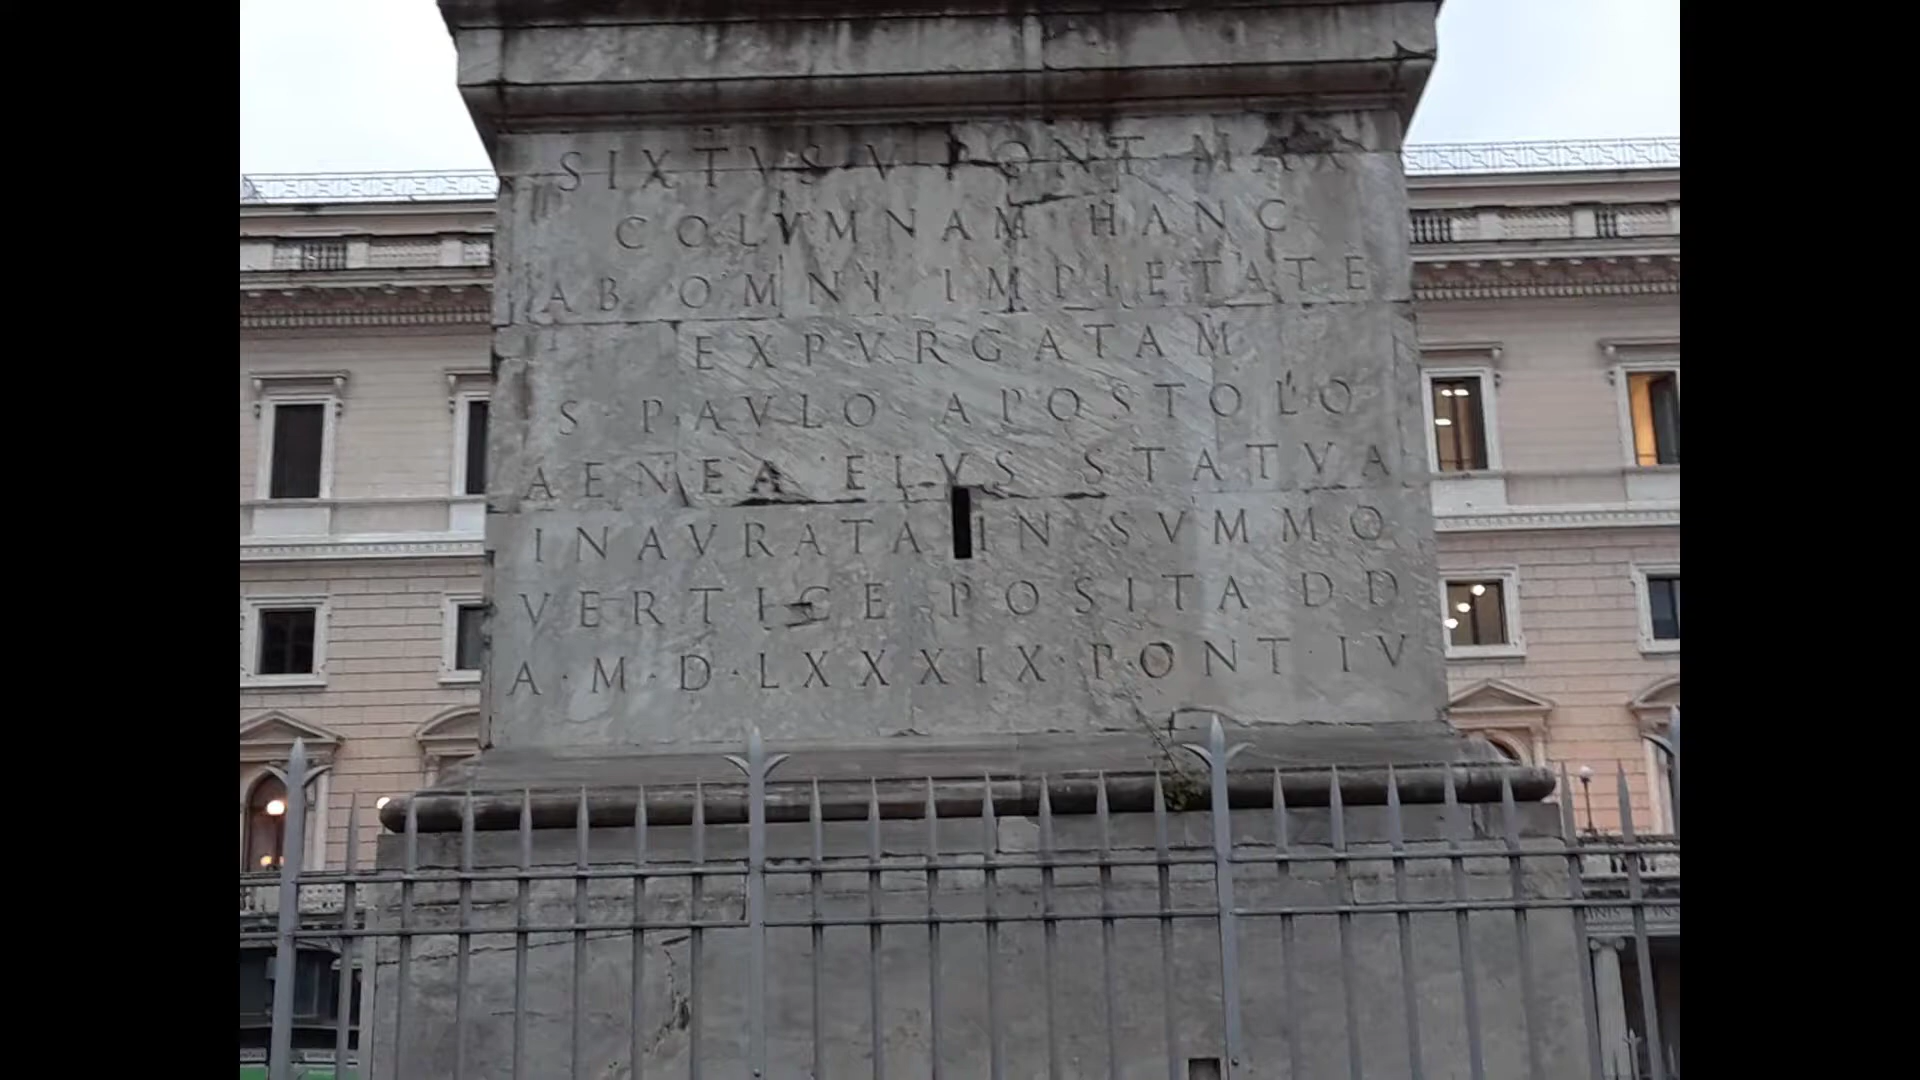 SIXTVS V PONT MAX
COLVMNAM HANC
AB OMNI IMPIETATE
EXPVRGATAM
S PAVLO APOSTOLO
AENEA EIVS STATVA
INAVRATA IN SVMMO
VERTICE POSITA DD
A·M·D·LXXXIX·PONT·IV